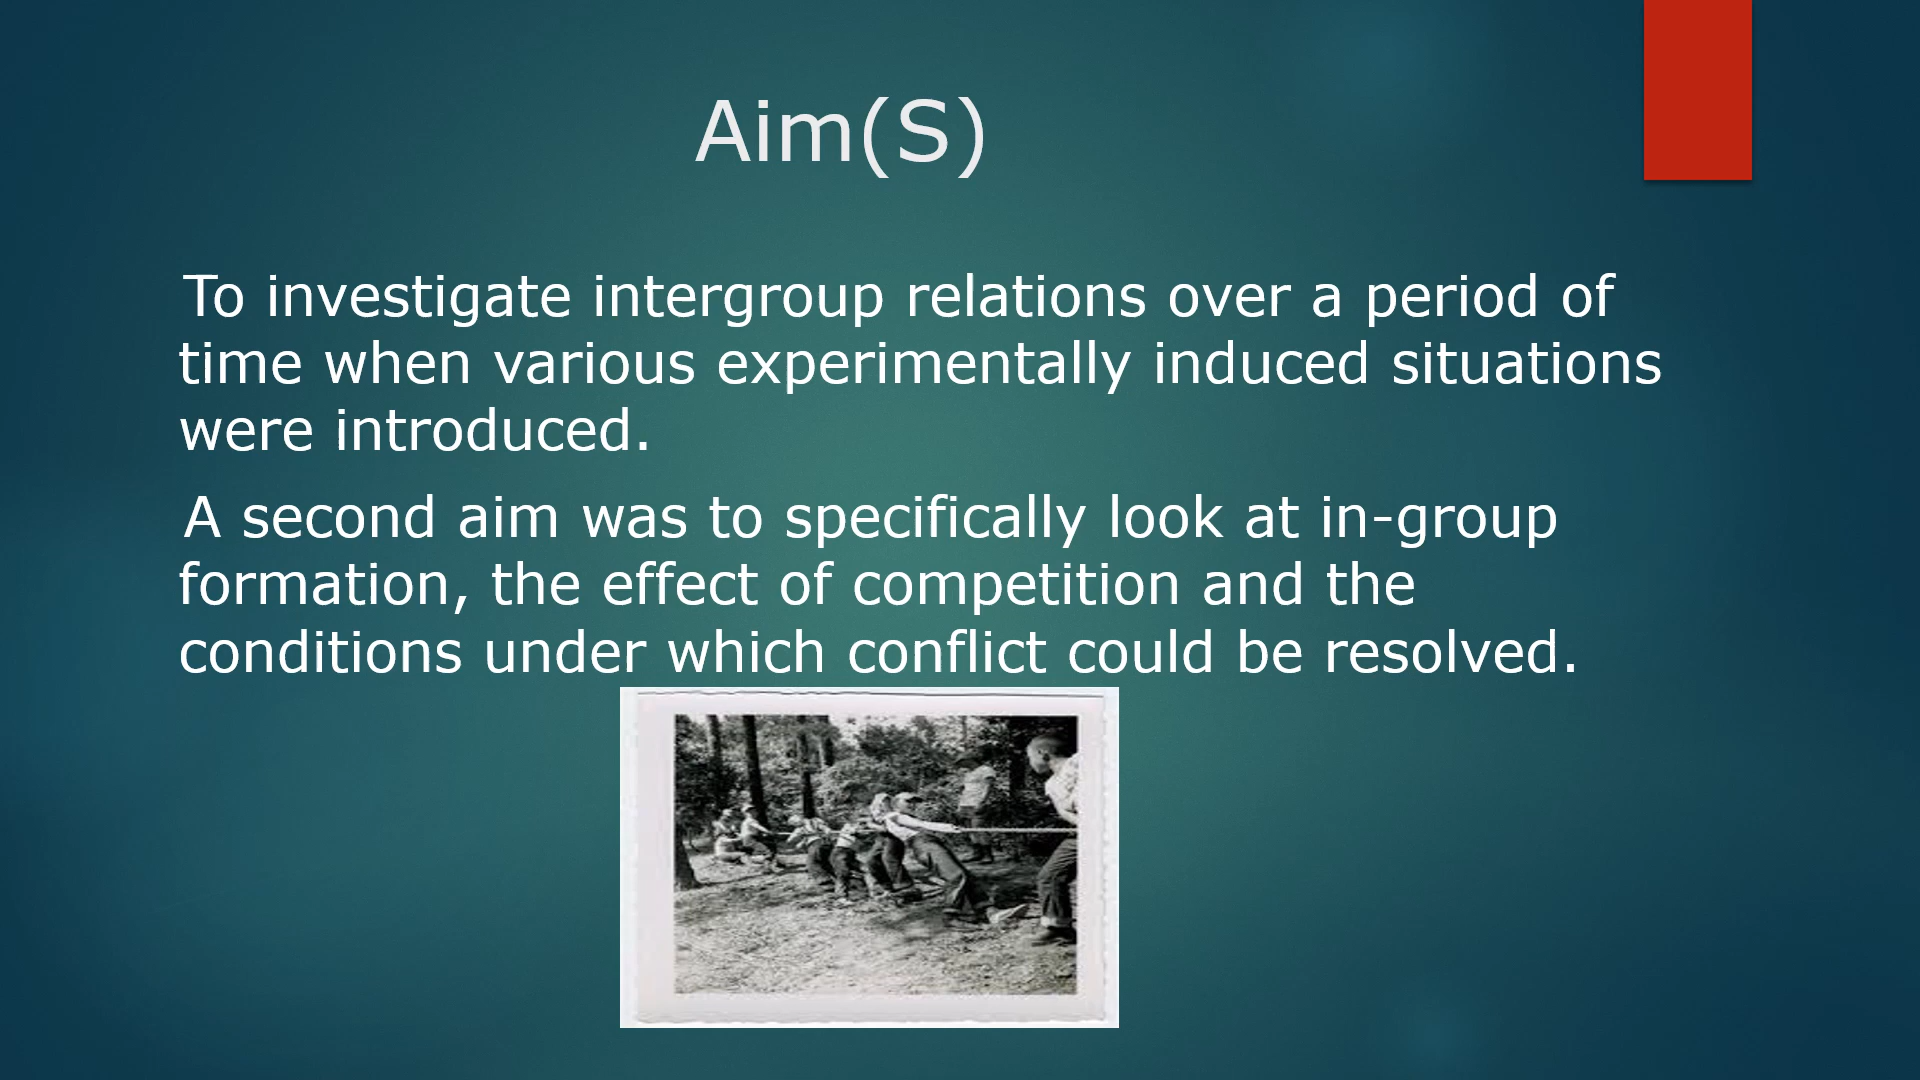 Aim(S)
To investigate intergroup relations over a period of
time when various experimentally induced situations
were introduced.
A second aim was to specifically look at in-group
formation, the effect of competition and the
conditions under which conflict could be resolved.